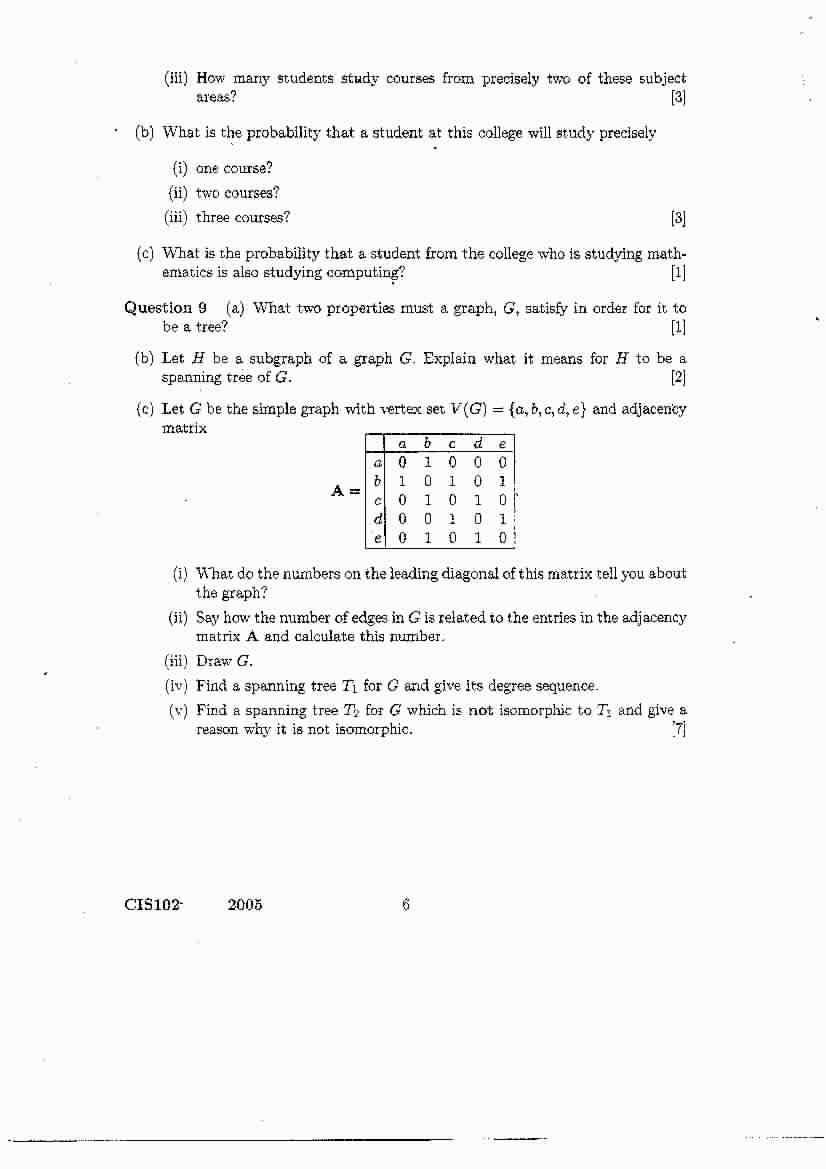 (iii) How many students study courses from precisely two of these subject
areas? [3]
(b) What is the probability that a student at this college will study precisely
(i) one course?
(ii) two courses?
(iii) three courses? [3]
(c) What is the probability that a student from the college who is studying math-
ematics is also studying computing? [1]
Question 9 (a) What two properties must a graph, G, satisfy in order for it to
be a tree? [1]
(b) Let H be a subgraph of a graph G. Explain what it means for H to be a
spanning tree of G. [2]
(c) Let G be the simple graph with vertex set V(G) = {a, b, c, d, e} and adjacency
matrix
a b c d e
a 0 1 0 0 0
b 1 0 1 0 1
A =
c 0 1 0 1 0
d 0 0 1 0 1
e 0 1 0 1 0
(i) What do the numbers on the leading diagonal of this matrix tell you about
the graph?
(ii) Say how the number of edges in G is related to the entries in the adjacency
matrix A and calculate this number.
(iii) Draw G.
(iv) Find a spanning tree T₁ for G and give its degree sequence.
(v) Find a spanning tree T₂ for G which is not isomorphic to T₁ and give a
reason why it is not isomorphic. [7]
CIS102 2005 6